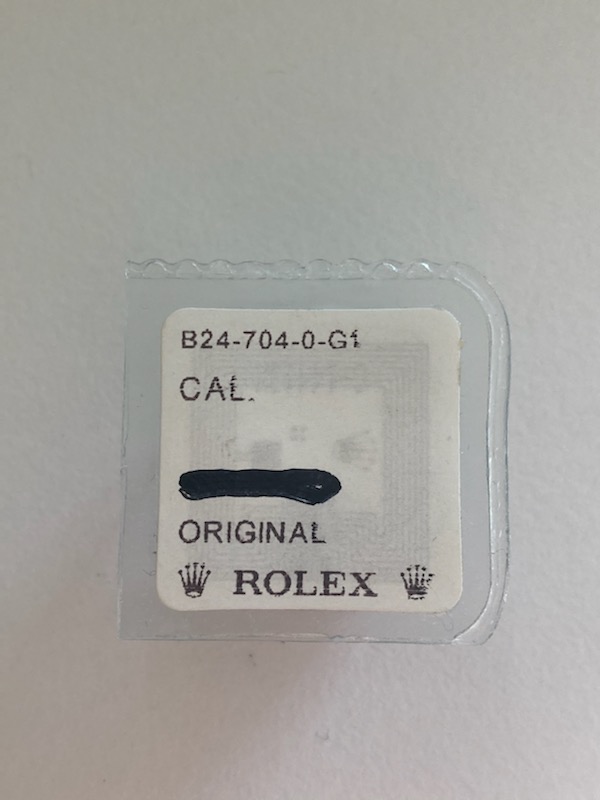 B24-704-0-G1
CAL.
ORIGINAL
ROLEX